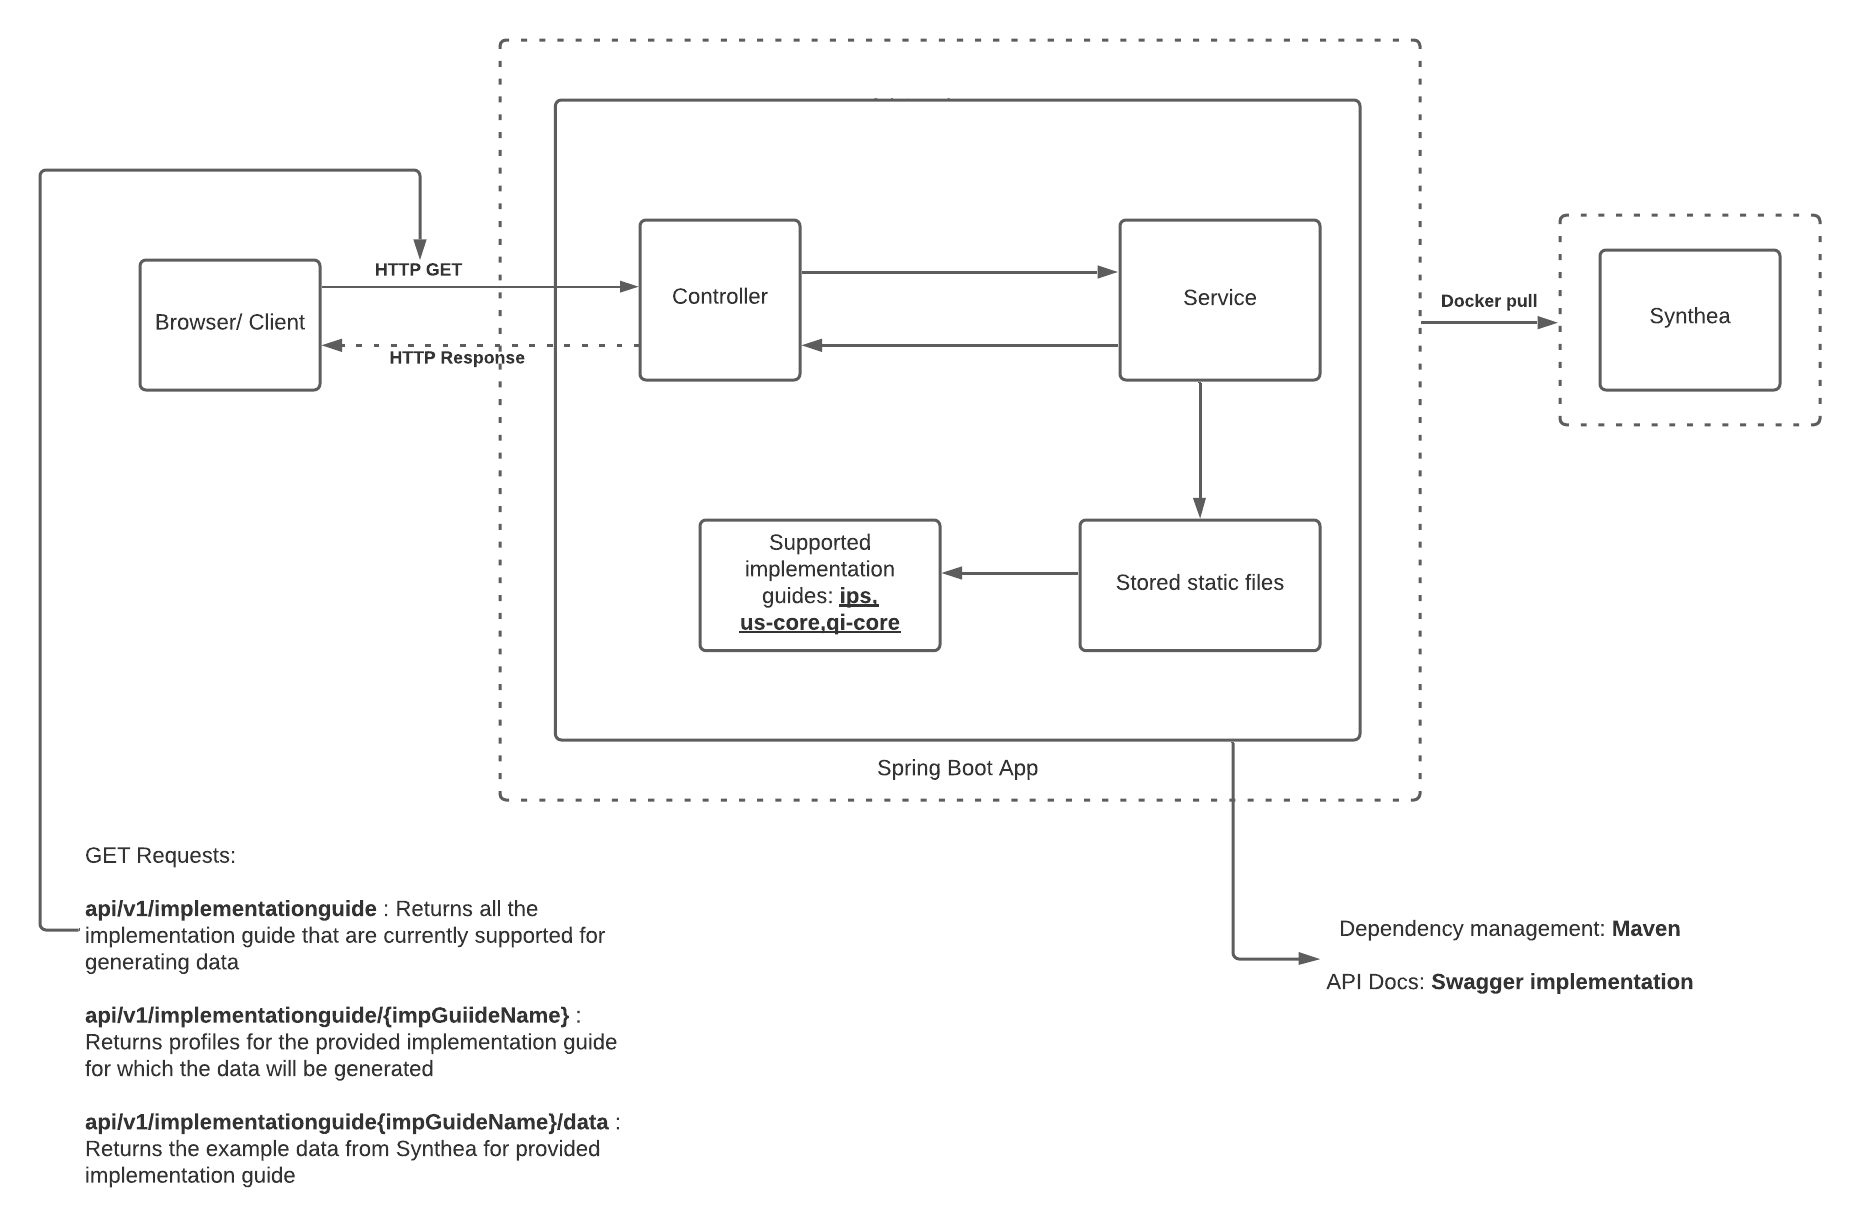 HTTP GET
Browser/ Client
HTTP Response
Controller
Service
Docker pull
Synthea
Supported
implementation
guides: ips,
us-core,qi-core
Stored static files
Spring Boot App
GET Requests:
api/v1/implementationguide : Returns all the
implementation guide that are currently supported for
generating data
api/v1/implementationguide/{impGuiideName} :
Returns profiles for the provided implementation guide
for which the data will be generated
api/v1/implementationguide{impGuideName}/data :
Returns the example data from Synthea for provided
implementation guide
Dependency management: Maven
API Docs: Swagger implementation